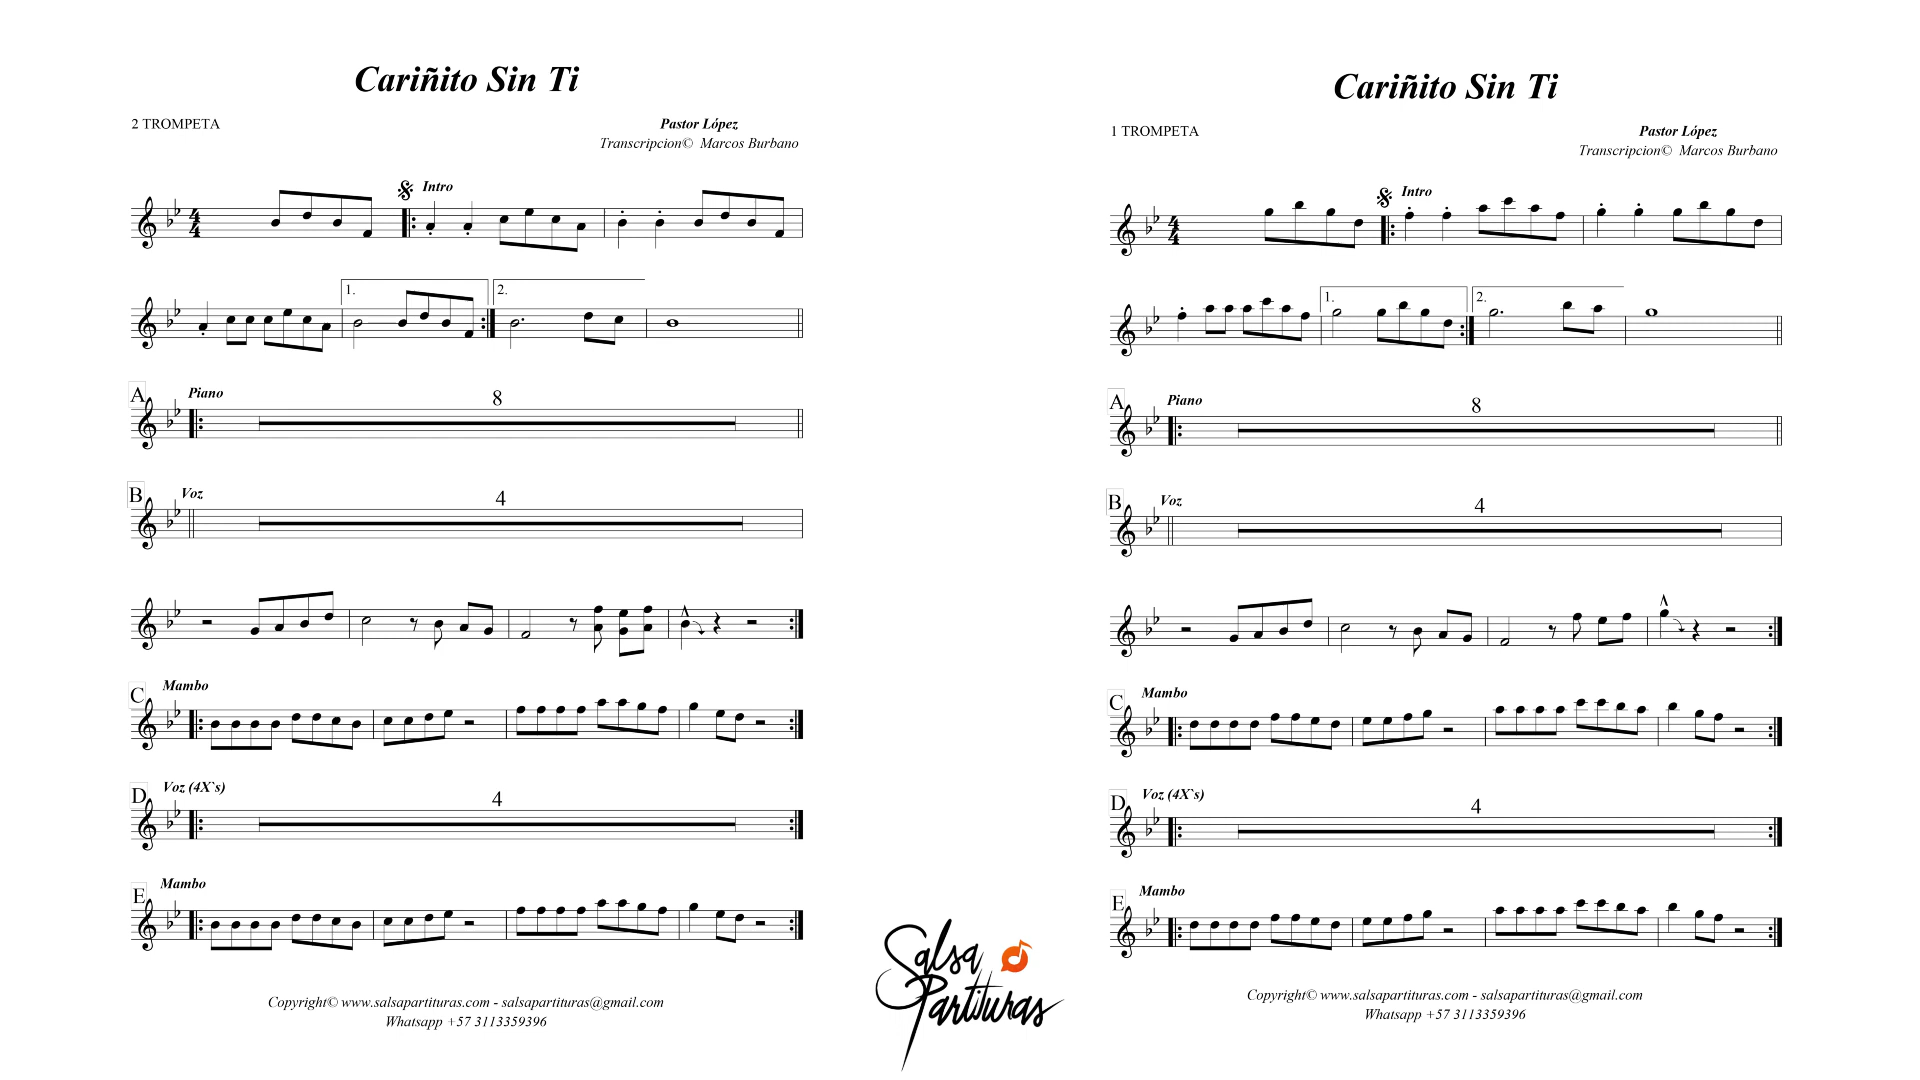 Cariñito Sin Ti
2 TROMPETA
Pastor López
Transcripcion© Marcos Burbano
Intro
1.
2.
A
Piano
8
B
Voz
4
C
Mambo
D
Voz (4X`s)
4
E
Mambo
Copyright© www.salsapartituras.com - salsapartituras@gmail.com
Whatsapp +57 3113359396
Salsa
Partituras
Cariñito Sin Ti
1 TROMPETA
Pastor López
Transcripcion© Marcos Burbano
Intro
1.
2.
A
Piano
8
B
Voz
4
C
Mambo
D
Voz (4X`s)
4
E
Mambo
Copyright© www.salsapartituras.com - salsapartituras@gmail.com
Whatsapp +57 3113359396